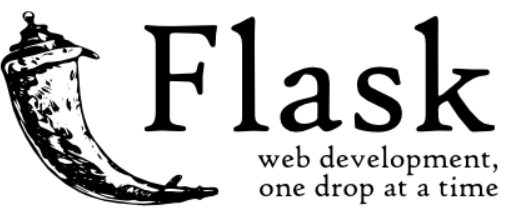 Flask
web development,
one drop at a time